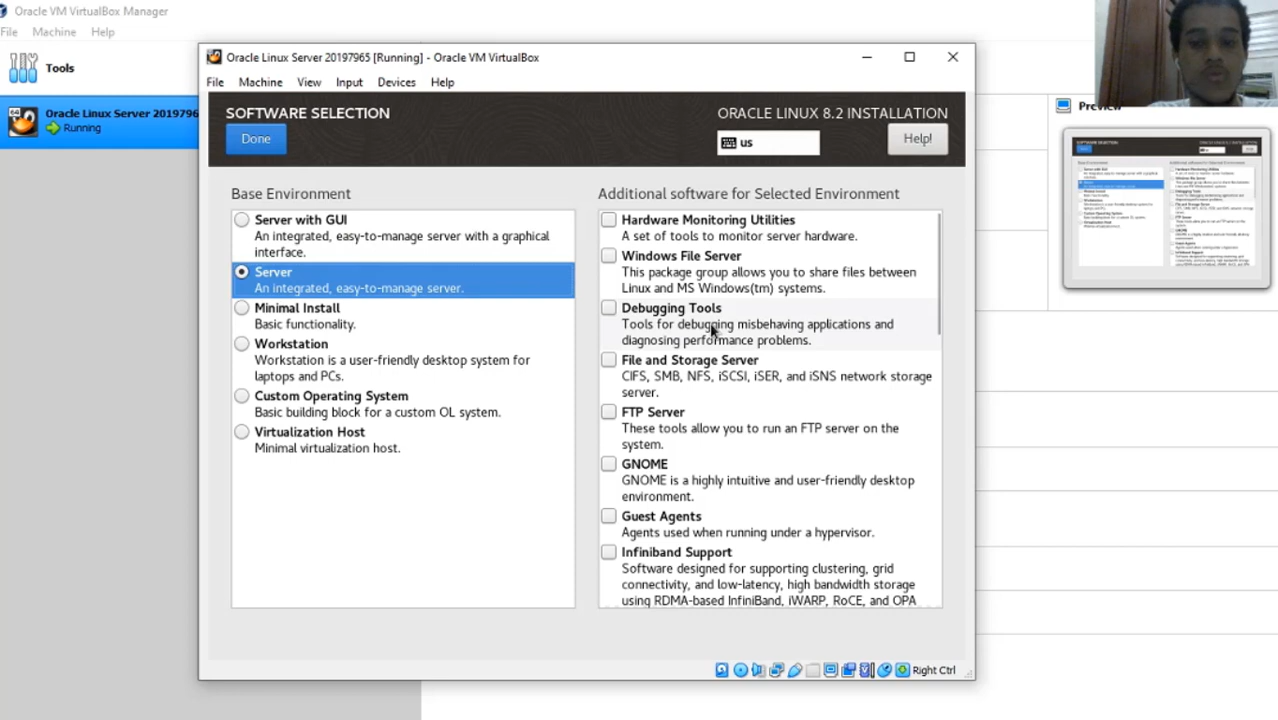 Oracle VM VirtualBox Manager
File Machine Help
Tools
Oracle Linux Server 20197965
Running
Preview
Oracle Linux Server 20197965 [Running] - Oracle VM VirtualBox
File Machine View Input Devices Help
SOFTWARE SELECTION
Done
ORACLE LINUX 8.2 INSTALLATION
us
Help!
Base Environment
Server with GUI
An integrated, easy-to-manage server with a graphical
interface.
Server
An integrated, easy-to-manage server.
Minimal Install
Basic functionality.
Workstation
Workstation is a user-friendly desktop system for
laptops and PCs.
Custom Operating System
Basic building block for a custom OL system.
Virtualization Host
Minimal virtualization host.
Additional software for Selected Environment
Hardware Monitoring Utilities
A set of tools to monitor server hardware.
Windows File Server
This package group allows you to share files between
Linux and MS Windows(tm) systems.
Debugging Tools
Tools for debugging misbehaving applications and
diagnosing performance problems.
File and Storage Server
CIFS, SMB, NFS, iSCSI, iSER, and iSNS network storage
server.
FTP Server
These tools allow you to run an FTP server on the
system.
GNOME
GNOME is a highly intuitive and user-friendly desktop
environment.
Guest Agents
Agents used when running under a hypervisor.
Infiniband Support
Software designed for supporting clustering, grid
connectivity, and low-latency, high bandwidth storage
using RDMA-based InfiniBand, iWARP, RoCE, and OPA
Right Ctrl